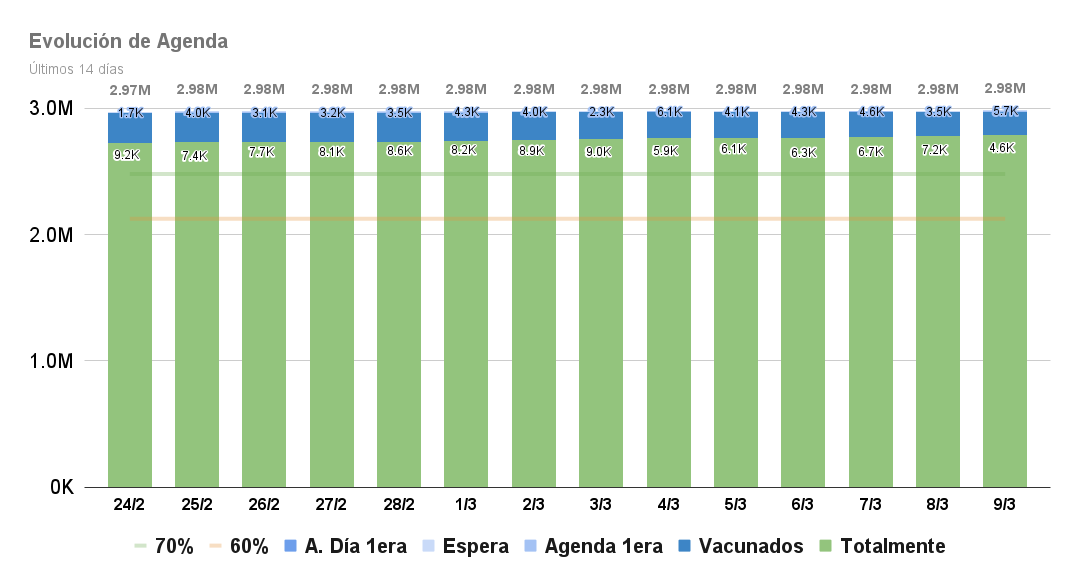 Evolución de Agenda
Últimos 14 días
2.97M 2.98M 2.98M 2.98M 2.98M 2.98M 2.98M 2.98M 2.98M 2.98M 2.98M 2.98M 2.98M 2.98M
3.0M
1.7K 4.0K 3.1K 3.2K 3.5K 4.3K 4.0K 2.3K 6.1K 4.1K 4.3K 4.6K 3.5K 5.7K
9.2K 7.4K 7.7K 8.1K 8.6K 8.2K 8.9K 9.0K 5.9K 6.1K 6.3K 6.7K 7.2K 4.6K
2.0M
1.0M
0K
24/2 25/2 26/2 27/2 28/2 1/3 2/3 3/3 4/3 5/3 6/3 7/3 8/3 9/3
70% 60% A. Día 1era Espera Agenda 1era Vacunados Totalmente